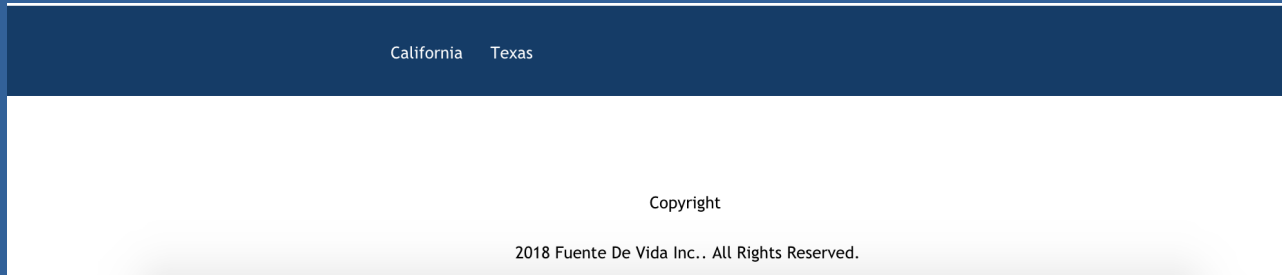 California Texas
Copyright
2018 Fuente De Vida Inc.. All Rights Reserved.